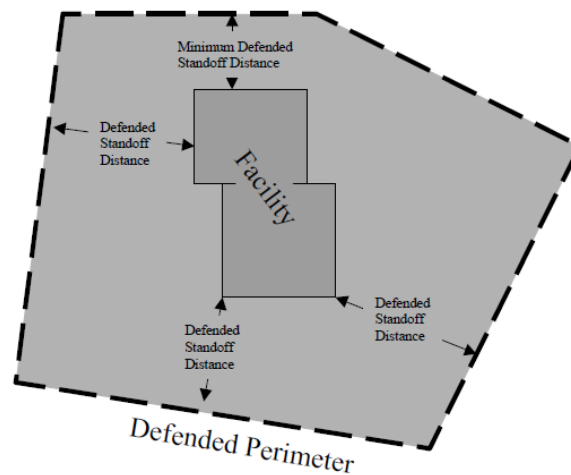 Minimum Defended
Standoff Distance
Defended
Standoff
Distance
Facility
Defended
Standoff
Distance
Defended
Standoff
Distance
Defended Perimeter